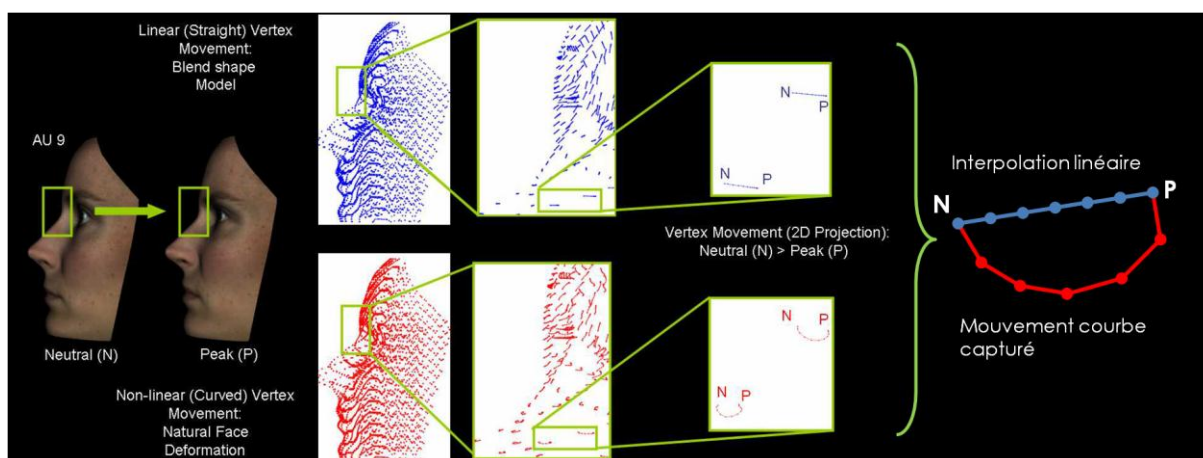 Linear (Straight) Vertex
Movement:
Blend shape
Model
AU 9
Neutral (N)
Peak (P)
Non-linear (Curved) Vertex
Movement:
Natural Face
Deformation
N
P
N
P
Vertex Movement (2D Projection):
Neutral (N) > Peak (P)
N
P
N
P
Interpolation linéaire
N
P
Mouvement courbe
capturé